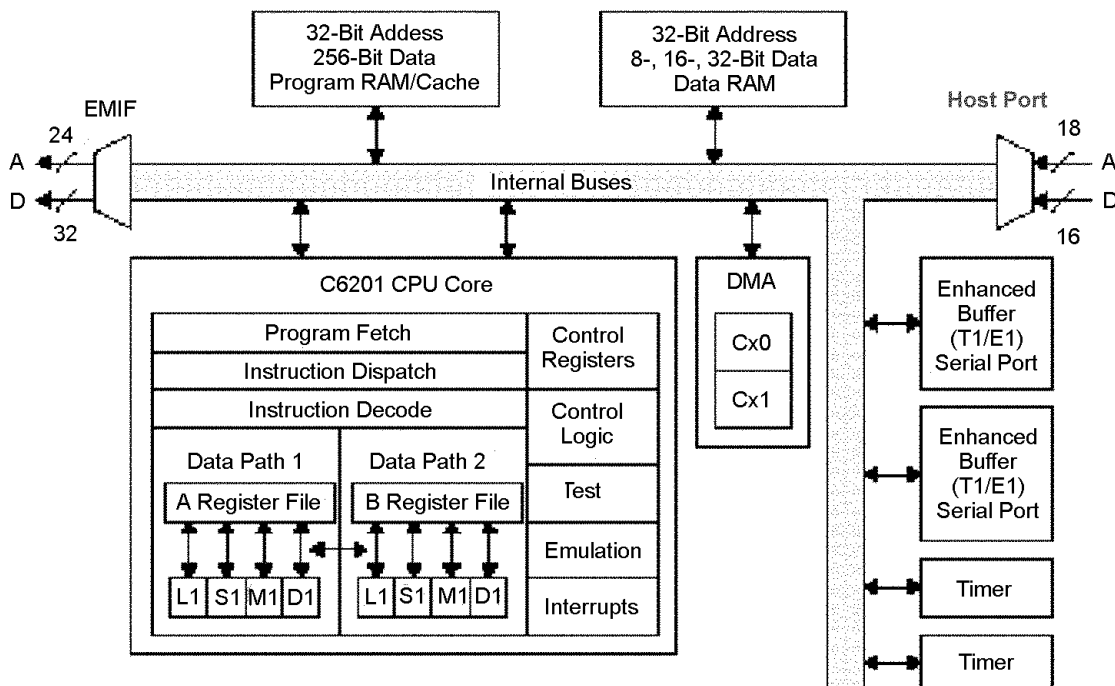 32-Bit Addess
256-Bit Data
Program RAM/Cache
32-Bit Address
8-, 16-, 32-Bit Data
Data RAM
EMIF
Host Port
24
A
D
32
18
A
D
16
Internal Buses
C6201 CPU Core
Program Fetch
Instruction Dispatch
Instruction Decode
Control
Registers
Control
Logic
Test
Emulation
Interrupts
Data Path 1
A Register File
L1 S1 M1 D1
Data Path 2
B Register File
L1 S1 M1 D1
DMA
Cx0
Cx1
Enhanced
Buffer
(T1/E1)
Serial Port
Enhanced
Buffer
(T1/E1)
Serial Port
Timer
Timer